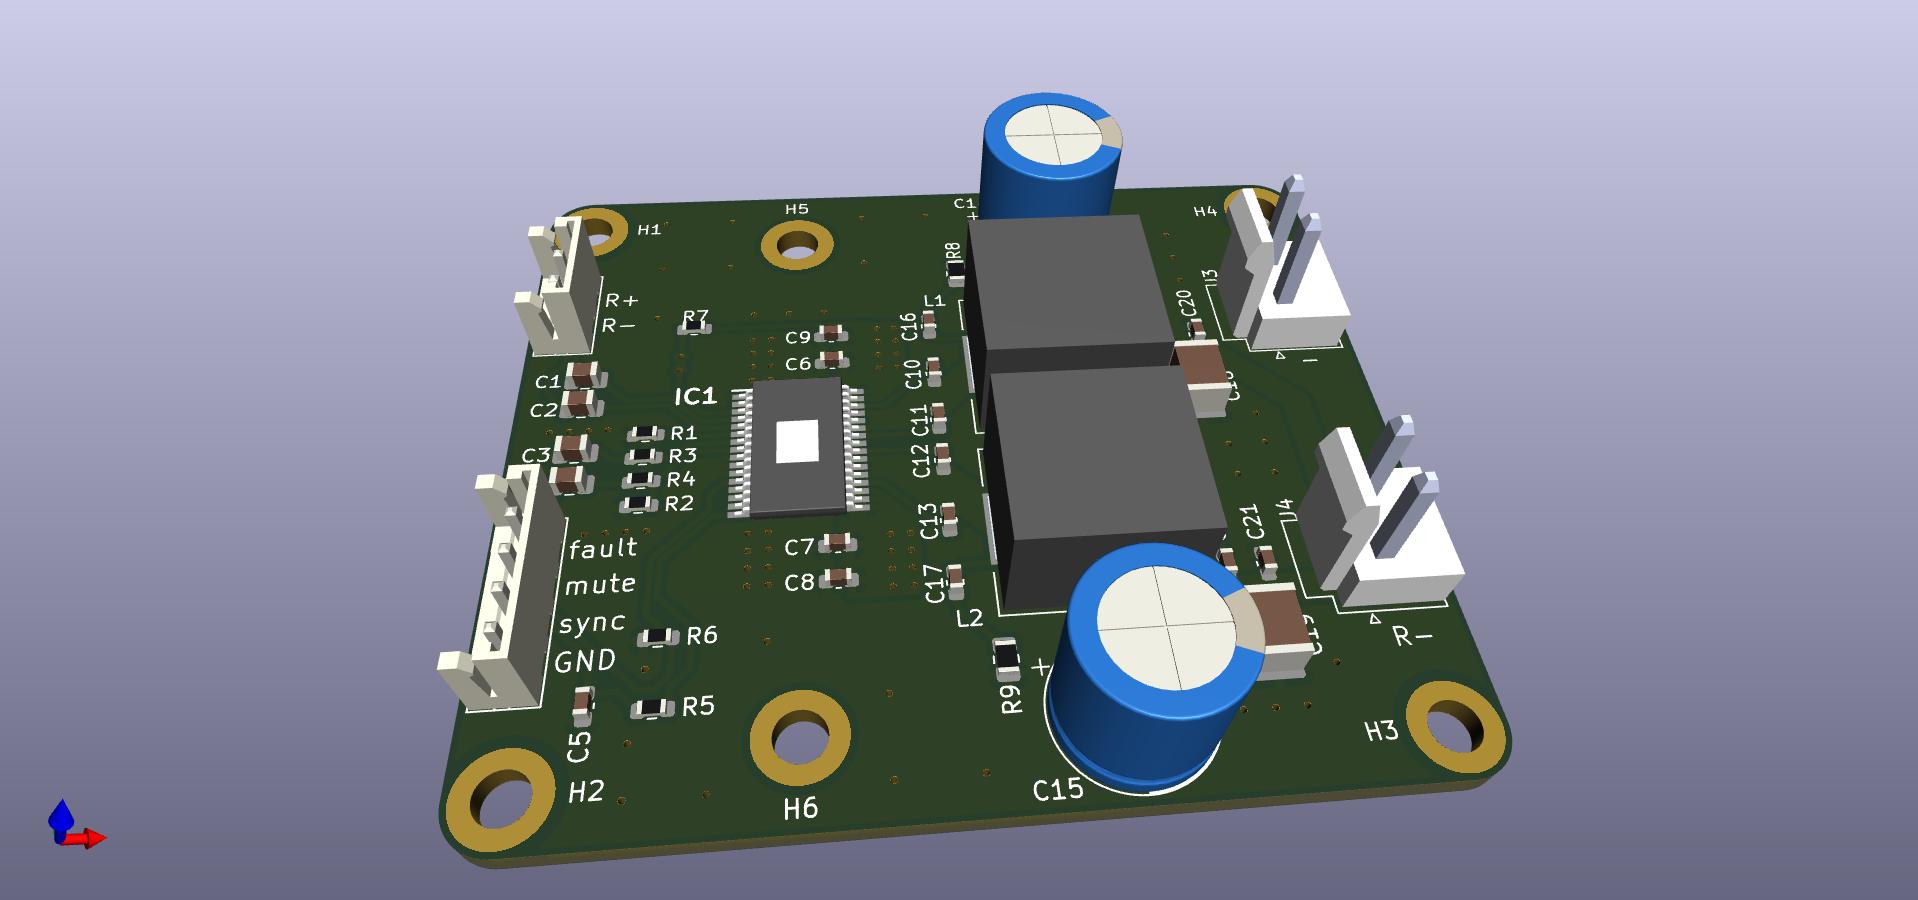 H1
H5
C1
+
H4
R8
J3
R+
R-
L1
C20
R7
C16
C9
C6
C10
-
C1
IC1
C2
C11
R1
C3
R3
C12
R4
R2
C13
C21
J4
fault
C7
mute
C8
C17
sync
L2
R6
R-
GND
+
R9
R5
C5
H3
H2
C15
H6